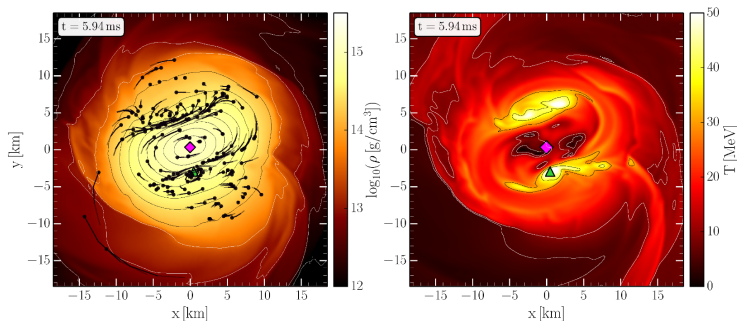 t = 5.94 ms
15
10
5
0
−5
−10
−15
y [km]
−15 −10 −5 0 5 10 15
x [km]
15
14
13
12
log10(ρ [g/cm³])
t = 5.94 ms
−15 −10 −5 0 5 10 15
x [km]
50
40
30
20
10
0
T [MeV]